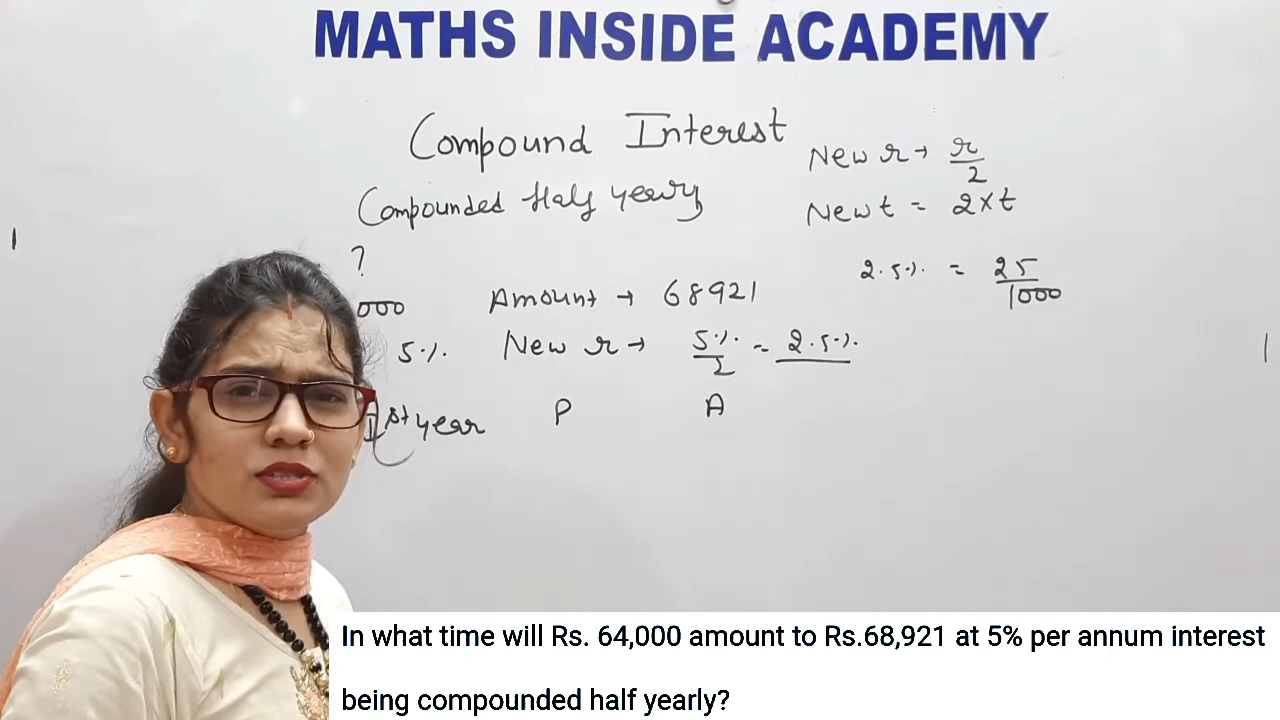 MATHS INSIDE ACADEMY
Compound Interest
Compounded Half yearly
New r → r/2
New t = 2×t
?
000 Amount → 68921
2.5% = 25/1000
5% New r → 5%/2 = 2.5%
Ist year P A
In what time will Rs. 64,000 amount to Rs.68,921 at 5% per annum interest
being compounded half yearly?